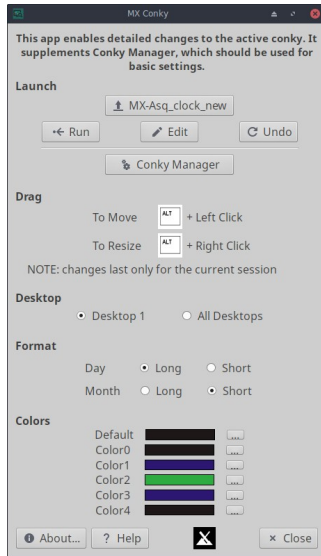 MX Conky
This app enables detailed changes to the active conky. It
supplements Conky Manager, which should be used for
basic settings.
Launch
MX-Asq_clock_new
Run Edit Undo
Conky Manager
Drag
To Move ALT + Left Click
To Resize ALT + Right Click
NOTE: changes last only for the current session
Desktop
Desktop 1 All Desktops
Format
Day Long Short
Month Long Short
Colors
Default ...
Color0 ...
Color1 ...
Color2 ...
Color3 ...
Color4 ...
About... ? Help × Close